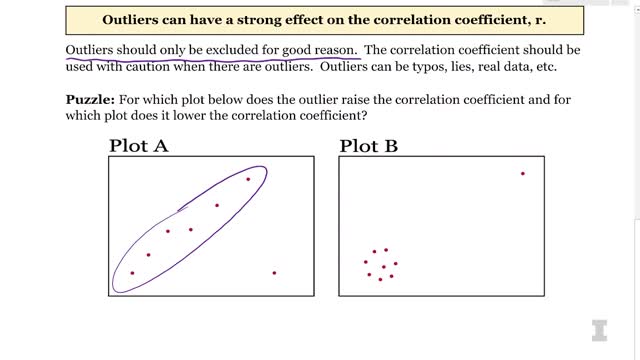 Outliers can have a strong effect on the correlation coefficient, r.
Outliers should only be excluded for good reason. The correlation coefficient should be
used with caution when there are outliers. Outliers can be typos, lies, real data, etc.
Puzzle: For which plot below does the outlier raise the correlation coefficient and for
which plot does it lower the correlation coefficient?
Plot A
Plot B
I